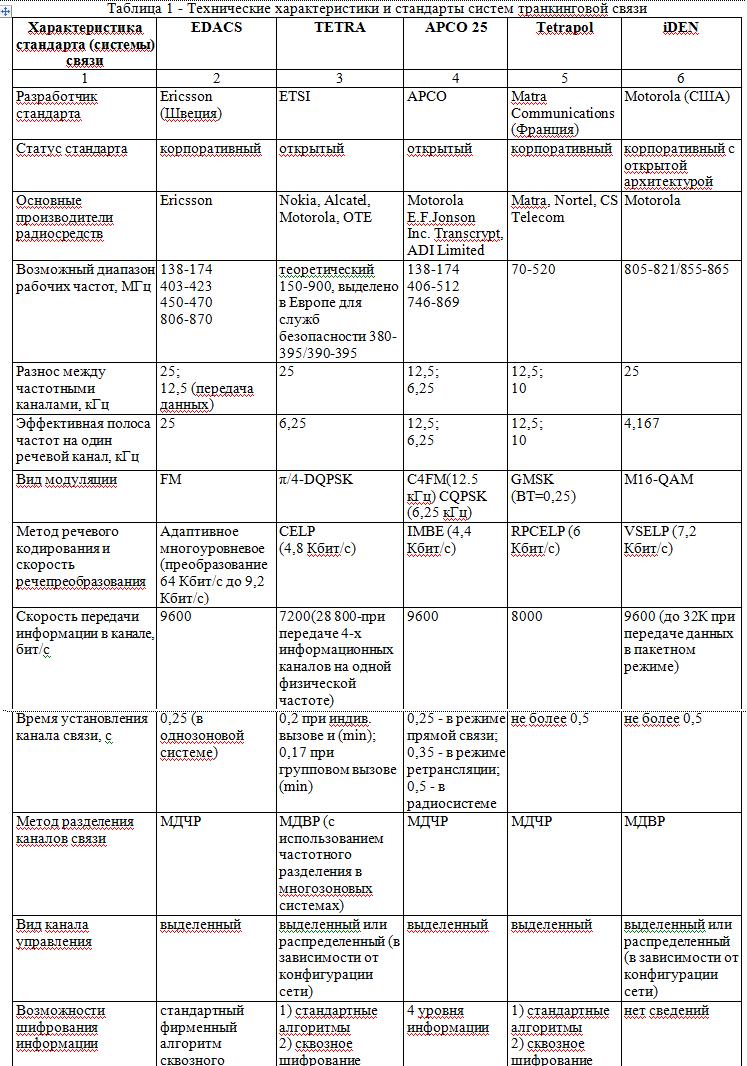 Таблица 1 - Технические характеристики и стандарты систем транкинговой связи
Характеристика стандарта (системы) связи
EDACS
TETRA
APCO 25
Tetrapol
iDEN
1
2
3
4
5
6
Разработчик
стандарта
Ericsson
(Швеция)
ETSI
APCO
Matra
Communications
(Франция)
Motorola (США)
Статус стандарта
корпоративный
открытый
открытый
корпоративный
корпоративный с
открытой
архитектурой
Основные
производители
радиосредств
Ericsson
Nokia, Alcatel,
Motorola, OTE
Motorola
E.F.Jonson
Inc. Transcrypt,
ADI Limited
Matra, Nortel, CS
Telecom
Motorola
Возможный диапазон
рабочих частот, МГц
138-174
403-423
450-470
806-870
теоретический
150-900, выделено
в Европе для
служб
безопасности 380-
395/390-395
138-174
406-512
746-869
70-520
805-821/855-865
Разнос между
частотными
каналами, кГц
25;
12,5 (передача
данных)
25
12,5;
6,25
12,5;
10
25
Эффективная полоса
частот на один
речевой канал, кГц
25
6,25
12,5;
6,25
12,5;
10
4,167
Вид модуляции
FM
π/4-DQPSK
C4FM(12.5
кГц) CQPSK
(6,25 кГц)
GMSK
(BT=0,25)
M16-QAM
Метод речевого
кодирования и
скорость
речепреобразования
Адаптивное
многоуровневое
(преобразование
64 Кбит/с до 9,2
Кбит/с)
CELP
(4,8 Кбит/с)
IMBE (4,4
Кбит/с)
RPCELP (6
Кбит/с)
VSELP (7,2
Кбит/с)
Скорость передачи
информации в канале,
бит/с
9600
7200(28 800-при
передаче 4-х
информационных
каналов на одной
физической
частоте)
9600
8000
9600 (до 32К при
передаче данных
в пакетном
режиме)
Время установления
канала связи, с
0,25 (в
однозоновой
системе)
0,2 при индив.
вызове и (min);
0,17 при
групповом вызове
(min)
0,25 - в режиме
прямой связи;
0,35 - в режиме
ретрансляции;
0,5 - в
радиосистеме
не более 0,5
не более 0,5
Метод разделения
каналов связи
МДЧР
МДВР (с
использованием
частотного
разделения в
многозоновых
системах)
МДЧР
МДЧР
МДВР
Вид канала
управления
выделенный
выделенный или
распределенный (в
зависимости от
конфигурации
сети)
выделенный
выделенный
выделенный или
распределенный
(в зависимости от
конфигурации
сети)
Возможности
шифрования
информации
стандартный
фирменный
алгоритм
сквозного
1) стандартные
алгоритмы
2) сквозное
шифрование
4 уровня
информации
1) стандартные
алгоритмы
2) сквозное
шифрование
нет сведений